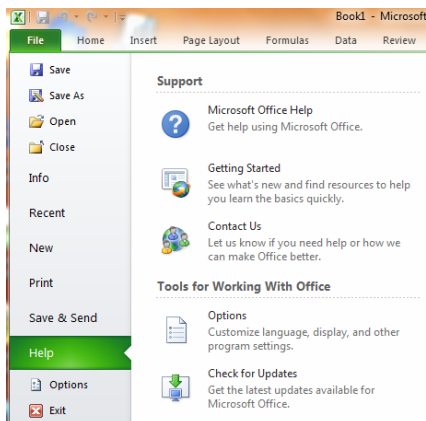 Book1 - Microsoft
File Home Insert Page Layout Formulas Data Review
Save
Save As
Open
Close
Info
Recent
New
Print
Save & Send
Help
Options
Exit
Support
Microsoft Office Help
Get help using Microsoft Office.
Getting Started
See what's new and find resources to help
you learn the basics quickly.
Contact Us
Let us know if you need help or how we
can make Office better.
Tools for Working With Office
Options
Customize language, display, and other
program settings.
Check for Updates
Get the latest updates available for
Microsoft Office.